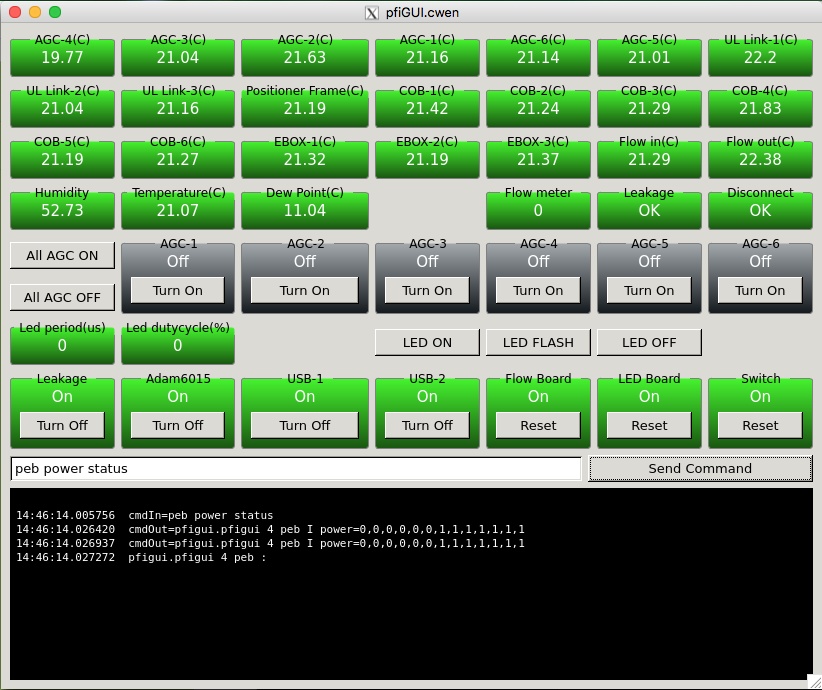 pfiGUI.cwen
AGC-4(C) AGC-3(C) AGC-2(C) AGC-1(C) AGC-6(C) AGC-5(C) UL Link-1(C)
19.77 21.04 21.63 21.16 21.14 21.01 22.2
UL Link-2(C) UL Link-3(C) Positioner Frame(C) COB-1(C) COB-2(C) COB-3(C) COB-4(C)
21.04 21.16 21.19 21.42 21.24 21.29 21.83
COB-5(C) COB-6(C) EBOX-1(C) EBOX-2(C) EBOX-3(C) Flow in(C) Flow out(C)
21.19 21.27 21.32 21.19 21.37 21.29 22.38
Humidity Temperature(C) Dew Point(C) Flow meter Leakage Disconnect
52.73 21.07 11.04 0 OK OK
AGC-1 AGC-2 AGC-3 AGC-4 AGC-5 AGC-6
All AGC ON Off Off Off Off Off Off
All AGC OFF Turn On Turn On Turn On Turn On Turn On Turn On
Led period(us) Led dutycycle(%)
0 0 LED ON LED FLASH LED OFF
Leakage Adam6015 USB-1 USB-2 Flow Board LED Board Switch
On On On On On On On
Turn Off Turn Off Turn Off Turn Off Reset Reset Reset
peb power status Send Command
14:46:14.005756 cmdIn=peb power status
14:46:14.026420 cmdOut=pfigui.pfigui 4 peb I power=0,0,0,0,0,0,1,1,1,1,1,1,1
14:46:14.026937 cmdOut=pfigui.pfigui 4 peb I power=0,0,0,0,0,0,1,1,1,1,1,1,1
14:46:14.027272 pfigui.pfigui 4 peb :